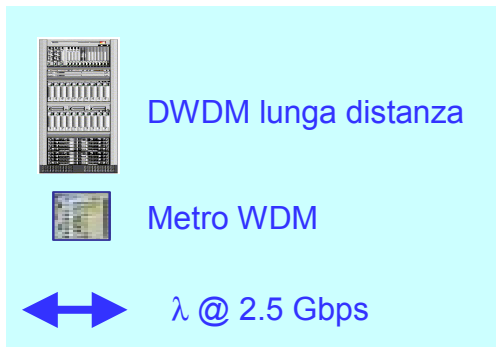 DWDM lunga distanza
Metro WDM
λ @ 2.5 Gbps